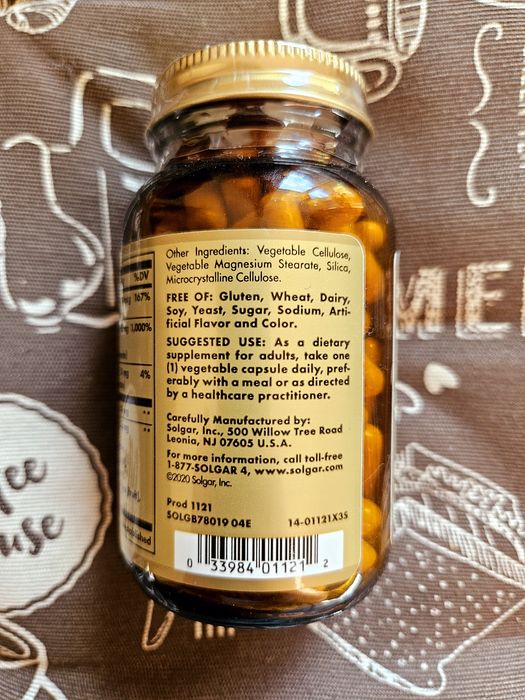 %DV
167%
1,000%
4%
**
**
Other Ingredients: Vegetable Cellulose,
Vegetable Magnesium Stearate, Silica,
Microcrystalline Cellulose.
FREE OF: Gluten, Wheat, Dairy,
Soy, Yeast, Sugar, Sodium, Arti-
ficial Flavor and Color.
SUGGESTED USE: As a dietary
supplement for adults, take one
(1) vegetable capsule daily, pref-
erably with a meal or as directed
by a healthcare practitioner.
Carefully Manufactured by:
Solgar, Inc., 500 Willow Tree Road
Leonia, NJ 07605 U.S.A.
For more information, call toll-free
1-877-SOLGAR 4, www.solgar.com
©2020 Solgar, Inc.
Prod 1121
SOLGB78019 04E 14-01121X3S
0 33984 01121 2
ME